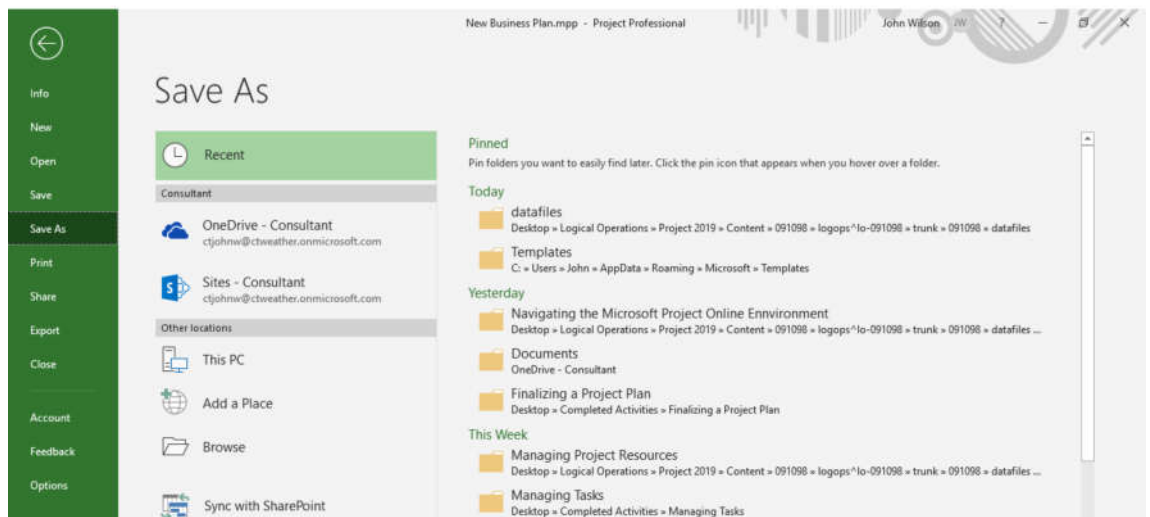 New Business Plan.mpp - Project Professional
John Wilson JW ?
Info
New
Open
Save
Save As
Print
Share
Export
Close
Account
Feedback
Options
Save As
Recent
Consultant
OneDrive - Consultant
ctjohnw@ctweather.onmicrosoft.com
Sites - Consultant
ctjohnw@ctweather.onmicrosoft.com
Other locations
This PC
Add a Place
Browse
Sync with SharePoint
Pinned
Pin folders you want to easily find later. Click the pin icon that appears when you hover over a folder.
Today
datafiles
Desktop » Logical Operations » Project 2019 » Content » 091098 » logops^lo-091098 » trunk » 091098 » datafiles
Templates
C: » Users » John » AppData » Roaming » Microsoft » Templates
Yesterday
Navigating the Microsoft Project Online Ennvironment
Desktop » Logical Operations » Project 2019 » Content » 091098 » logops^lo-091098 » trunk » 091098 » datafiles ...
Documents
OneDrive - Consultant
Finalizing a Project Plan
Desktop » Completed Activities » Finalizing a Project Plan
This Week
Managing Project Resources
Desktop » Logical Operations » Project 2019 » Content » 091098 » logops^lo-091098 » trunk » 091098 » datafiles ...
Managing Tasks
Desktop » Completed Activities » Managing Tasks